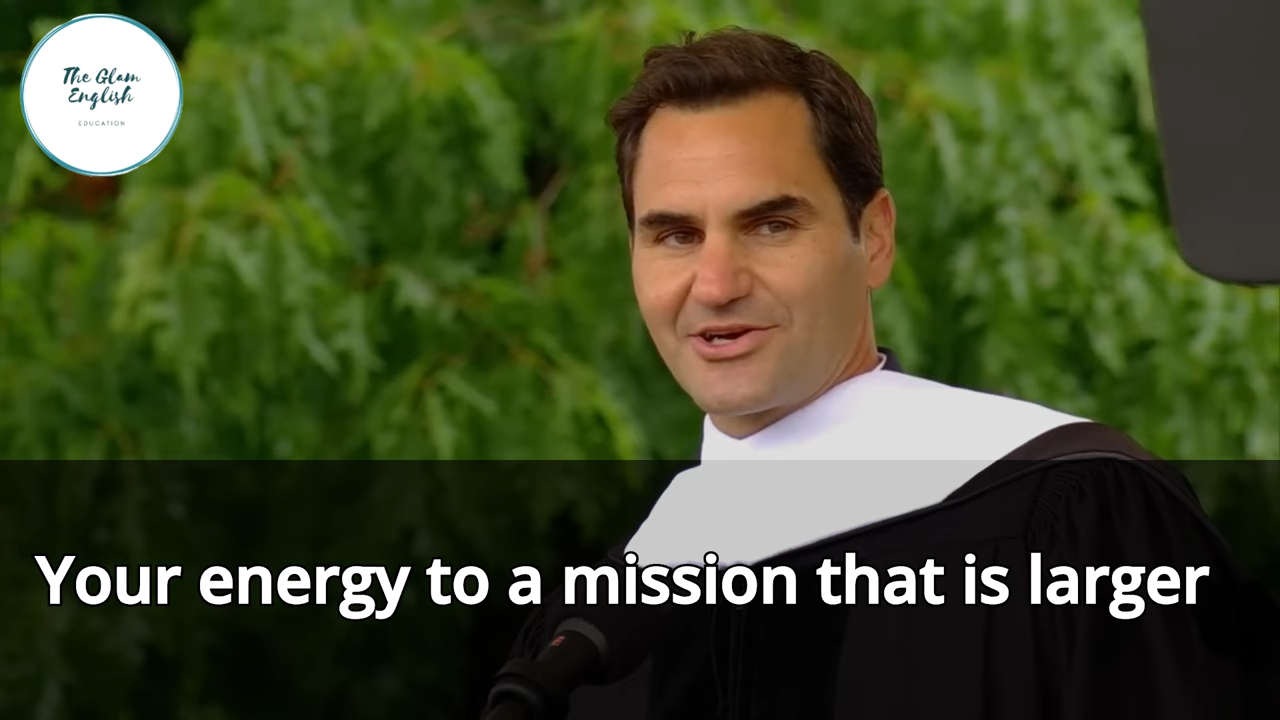 The Glam
English
EDUCATION
Your energy to a mission that is larger